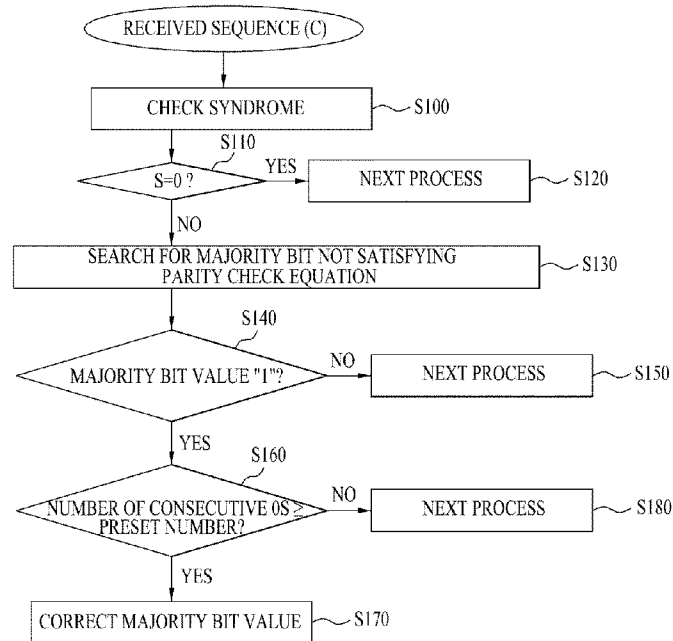 RECEIVED SEQUENCE (C)
CHECK SYNDROME
S100
S110
S=0 ?
YES
NEXT PROCESS
S120
NO
SEARCH FOR MAJORITY BIT NOT SATISFYING
PARITY CHECK EQUATION
S130
S140
MAJORITY BIT VALUE "1"?
NO
NEXT PROCESS
S150
YES
S160
NUMBER OF CONSECUTIVE 0S ≥
PRESET NUMBER?
NO
NEXT PROCESS
S180
YES
CORRECT MAJORITY BIT VALUE
S170